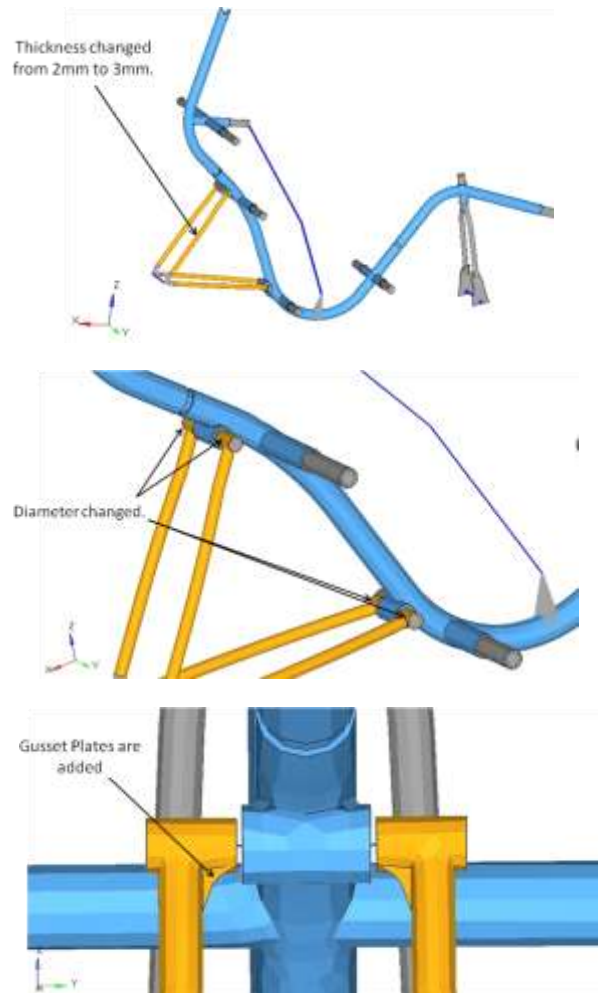 Thickness changed
from 2mm to 3mm.
Z
X
Y
Diameter changed.
Z
X
Y
Gusset Plates are
added
Z
Y